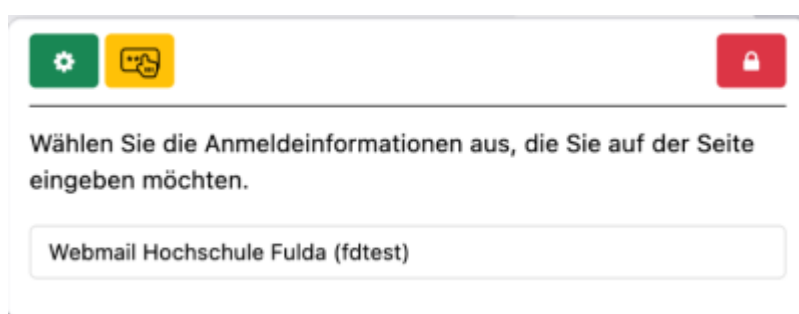 Wählen Sie die Anmeldeinformationen aus, die Sie auf der Seite
eingeben möchten.
Webmail Hochschule Fulda (fdtest)